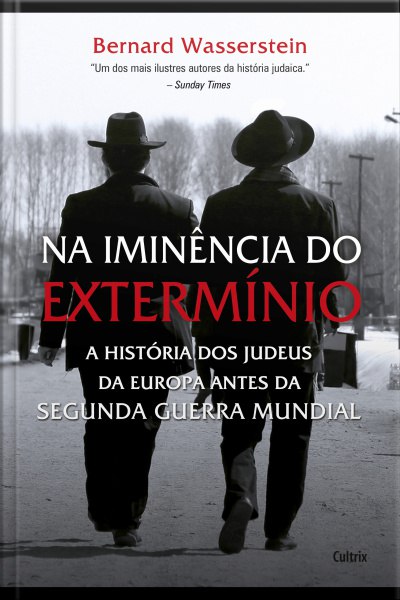 Bernard Wasserstein
“Um dos mais ilustres autores da história judaica.”
– Sunday Times
NA IMINÊNCIA DO
EXTERMÍNIO
A HISTÓRIA DOS JUDEUS
DA EUROPA ANTES DA
SEGUNDA GUERRA MUNDIAL
Cultrix